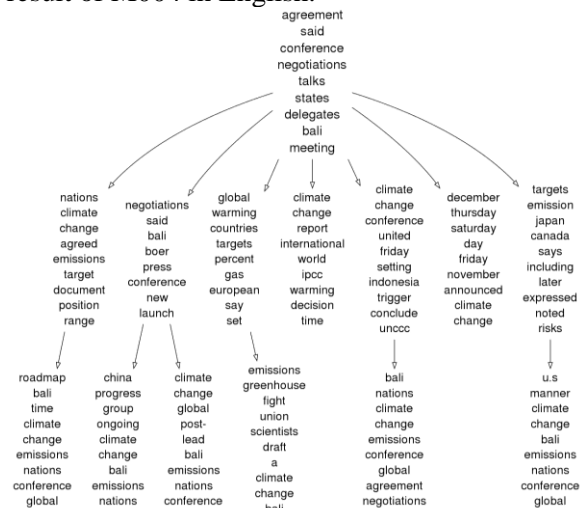 result of M004 in English.
agreement
said
conference
negotiations
talks
states
delegates
bali
meeting
nations
climate
change
agreed
emissions
target
document
position
range
negotiations
said
bali
boer
press
conference
new
launch
global
warming
countries
targets
percent
gas
european
say
set
climate
change
report
international
world
ipcc
warming
decision
time
climate
change
conference
united
friday
setting
indonesia
trigger
conclude
unccc
december
thursday
saturday
day
friday
november
announced
climate
change
targets
emission
japan
canada
says
including
later
expressed
noted
risks
roadmap
bali
time
climate
change
emissions
nations
conference
global
china
progress
group
ongoing
climate
change
bali
emissions
nations
climate
change
global
post-
lead
bali
emissions
nations
conference
emissions
greenhouse
fight
union
scientists
draft
a
climate
change
bali
nations
climate
change
emissions
conference
global
agreement
negotiations
u.s
manner
climate
change
bali
emissions
nations
conference
global